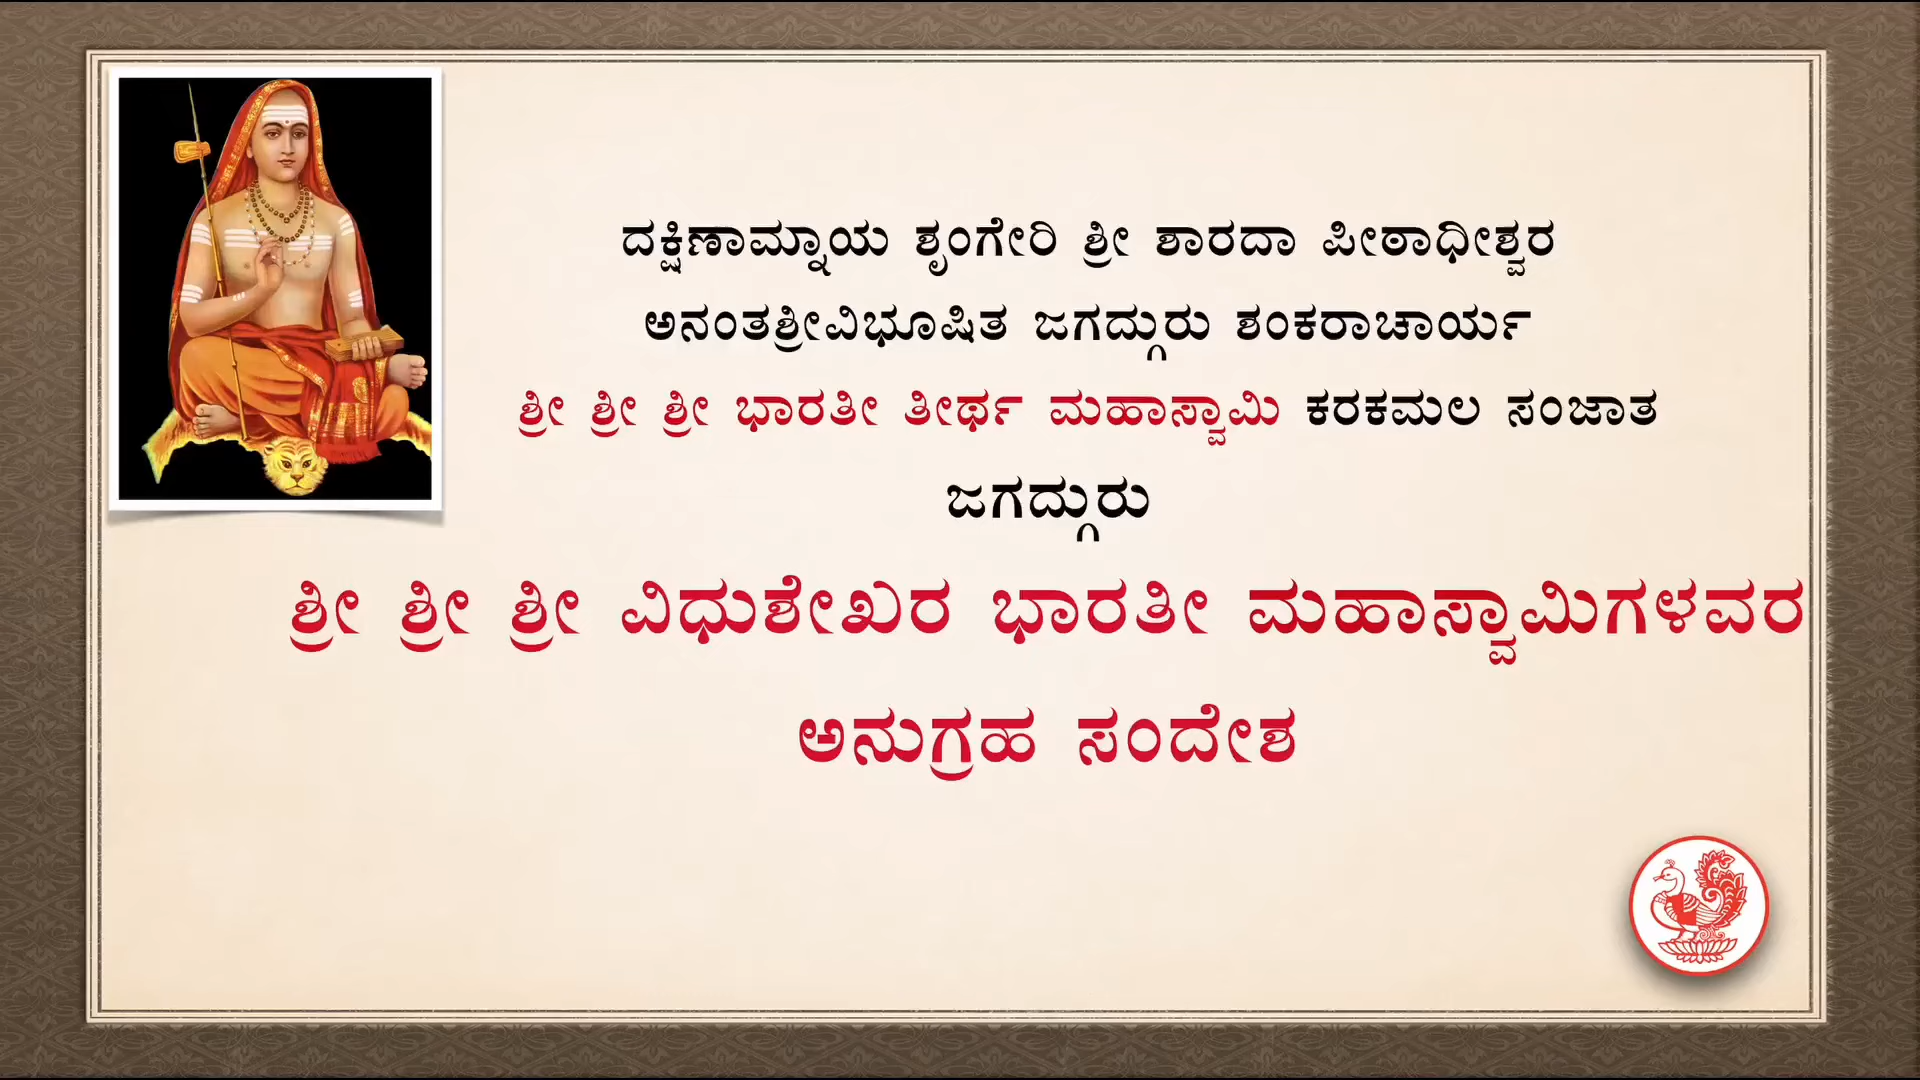 ದಕ್ಷಿಣಾಮ್ನಾಯ ಶೃಂಗೇರಿ ಶ್ರೀ ಶಾರದಾ ಪೀಠಾಧೀಶ್ವರ
ಅನಂತಶ್ರೀವಿಭೂಷಿತ ಜಗದ್ಗುರು ಶಂಕರಾಚಾರ್ಯ
ಶ್ರೀ ಶ್ರೀ ಶ್ರೀ ಭಾರತೀ ತೀರ್ಥ ಮಹಾಸ್ವಾಮಿ ಕರಕಮಲ ಸಂಜಾತ
ಜಗದ್ಗುರು
ಶ್ರೀ ಶ್ರೀ ಶ್ರೀ ವಿಧುಶೇಖರ ಭಾರತೀ ಮಹಾಸ್ವಾಮಿಗಳವರ
ಅನುಗ್ರಹ ಸಂದೇಶ